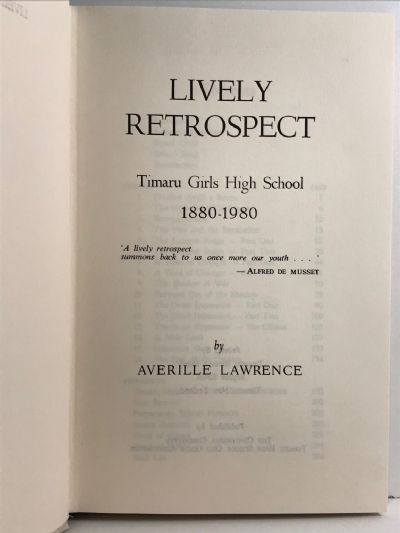 LIVELY
RETROSPECT
Timaru Girls High School
1880-1980
'A lively retrospect
summons back to us once more our youth . . .'
— ALFRED DE MUSSET
by
AVERILLE LAWRENCE